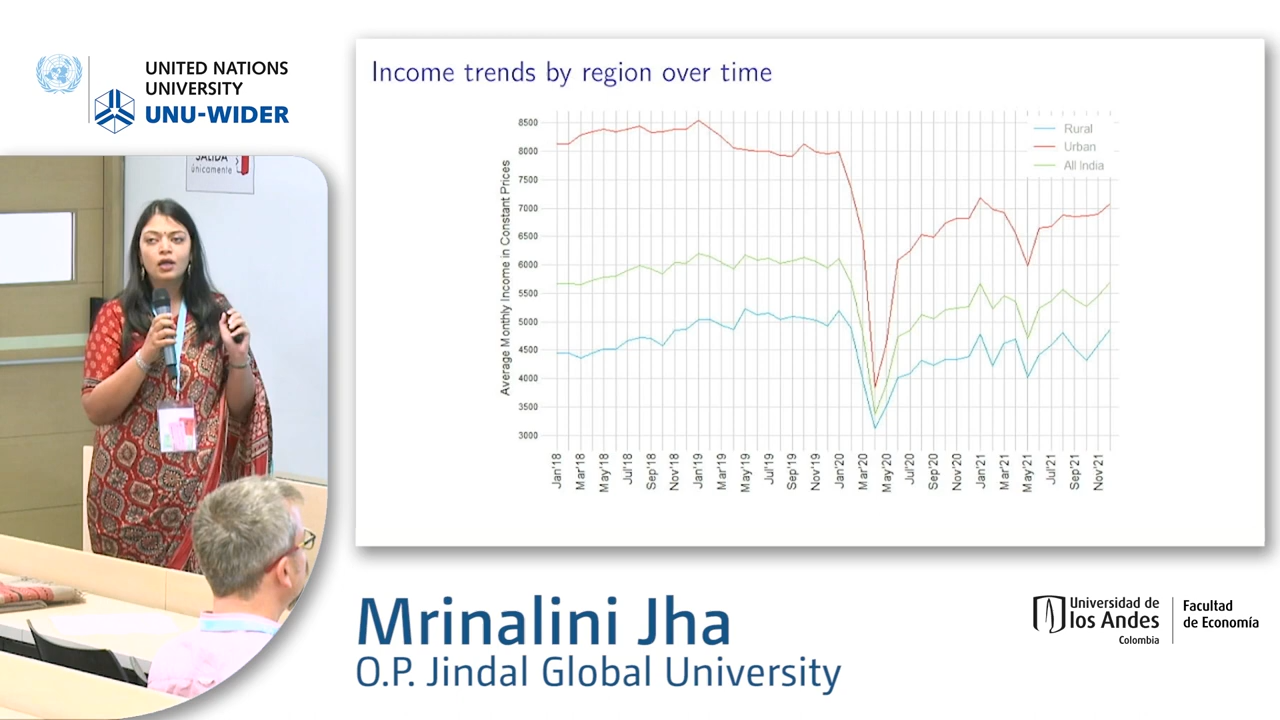 UNITED NATIONS
UNIVERSITY
UNU-WIDER
SALIDA
únicamente
Income trends by region over time
Average Monthly Income in Constant Prices
8500
8000
7500
7000
6500
6000
5500
5000
4500
4000
3500
3000
Rural
Urban
All India
Jan'18
Mar'18
May'18
Jul'18
Sep'18
Nov'18
Jan'19
Mar'19
May'19
Jul'19
Sep'19
Nov'19
Jan'20
Mar'20
May'20
Jul'20
Sep'20
Nov'20
Jan'21
Mar'21
May'21
Jul'21
Sep'21
Nov'21
Mrinalini Jha
O.P. Jindal Global University
Universidad de
los Andes
Colombia
Facultad
de Economía